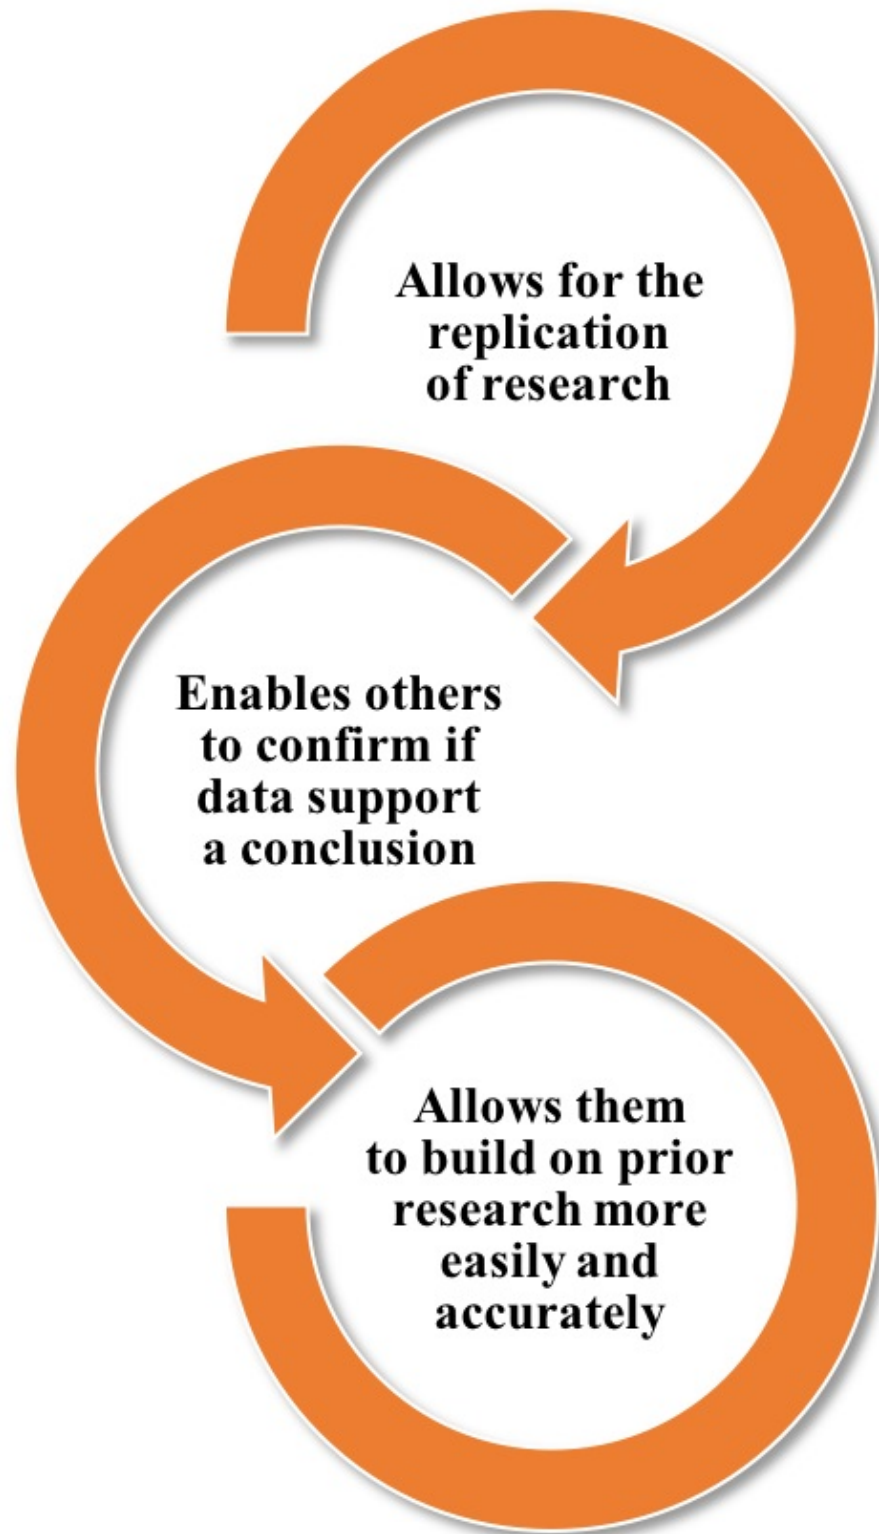 Allows for the
replication
of research
Enables others
to confirm if
data support
a conclusion
Allows them
to build on prior
research more
easily and
accurately